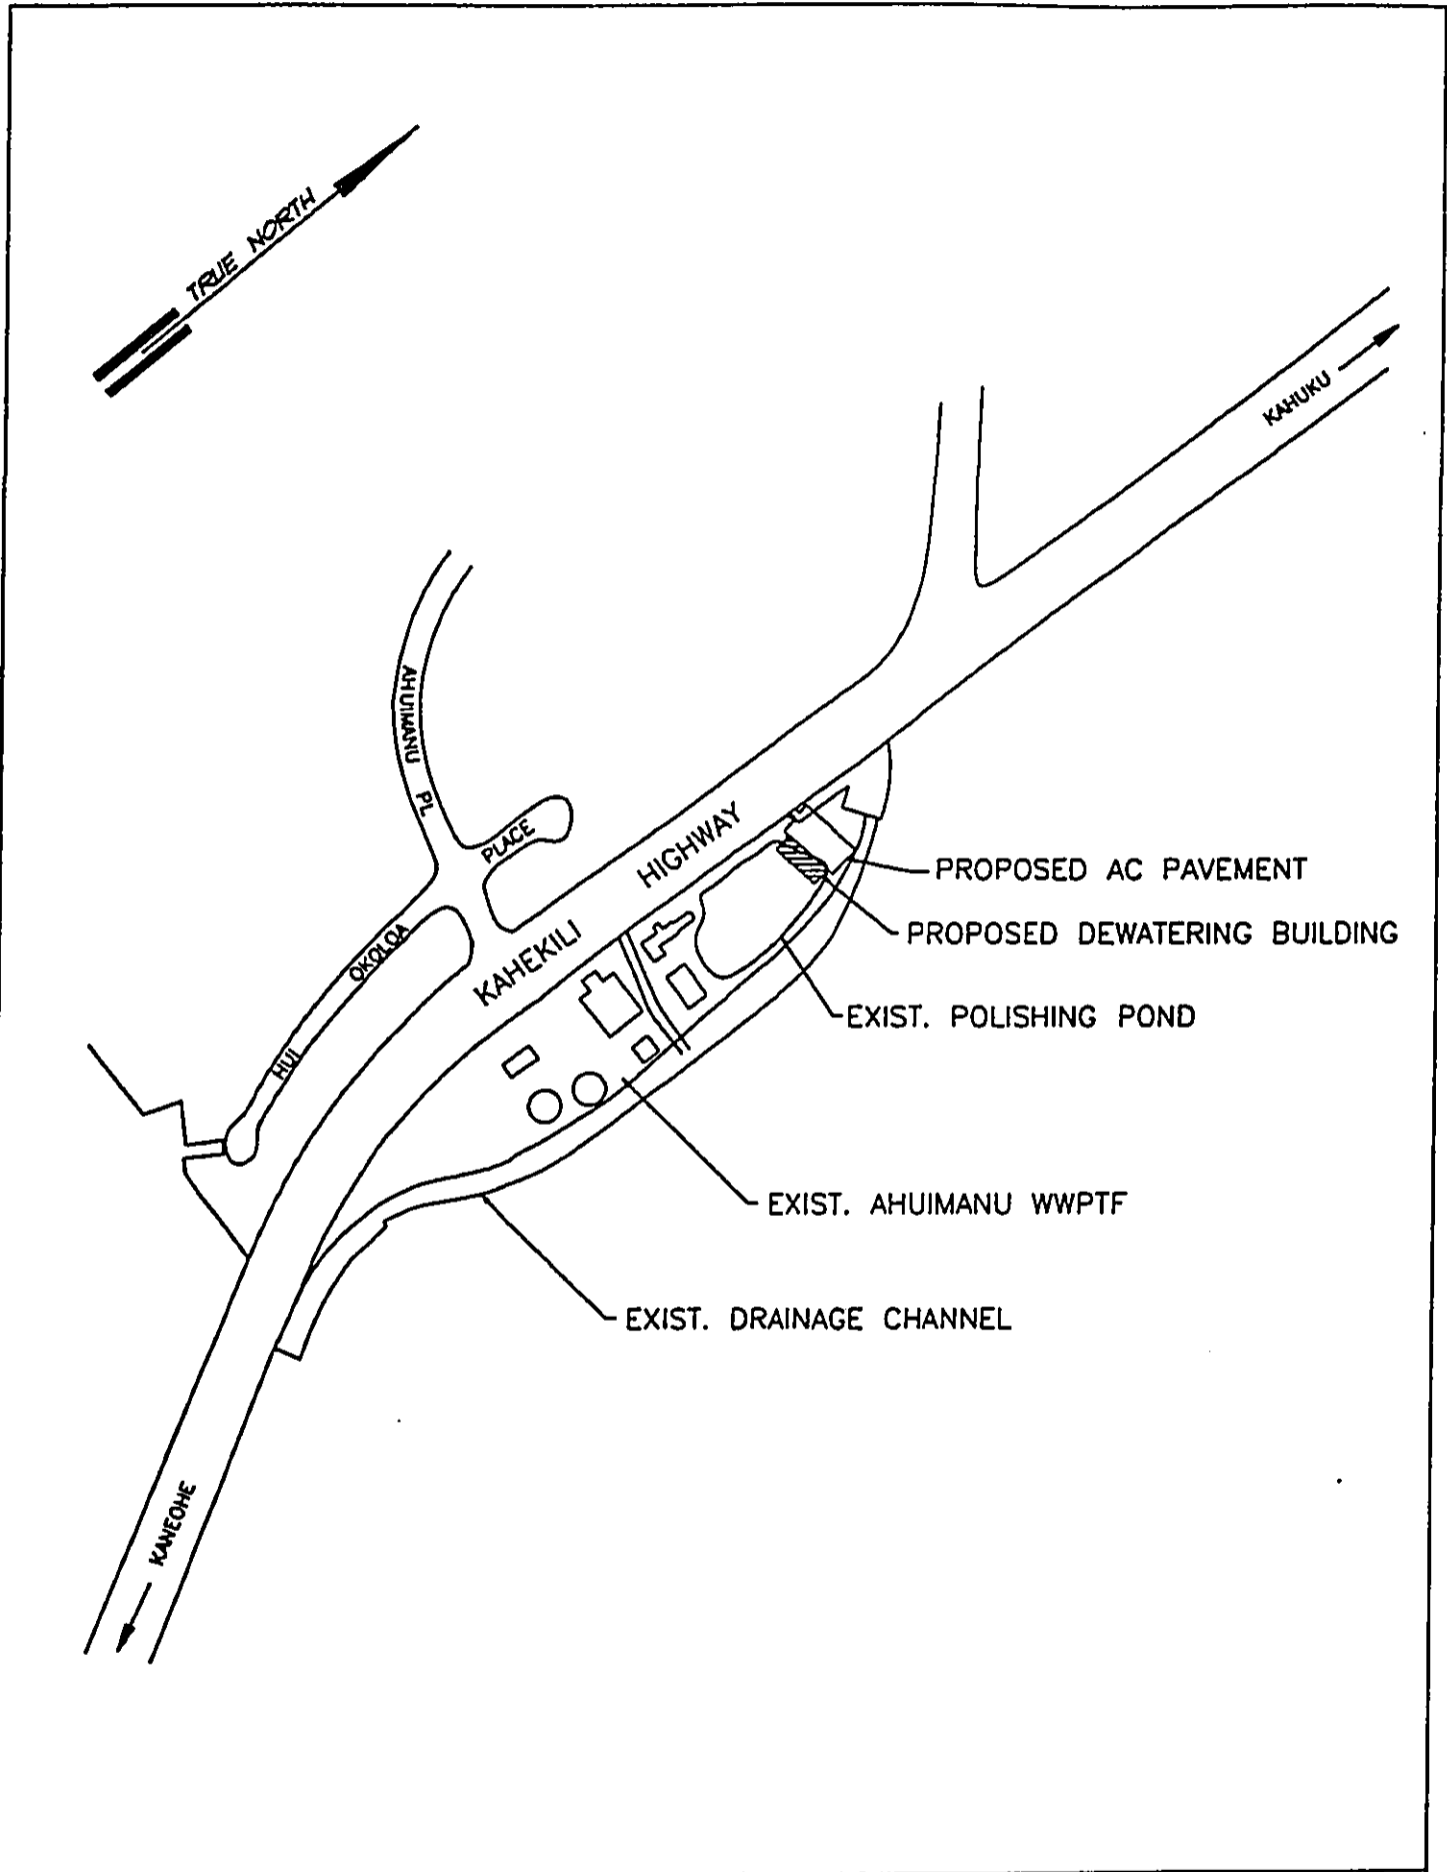 TRUE NORTH
KAHUKU
AHUIMANU PL
PLACE
HIGHWAY
PROPOSED AC PAVEMENT
PROPOSED DEWATERING BUILDING
OKOLOA
KAHEKILI
EXIST. POLISHING POND
HUI
EXIST. AHUIMANU WWPTF
EXIST. DRAINAGE CHANNEL
KANEOHE